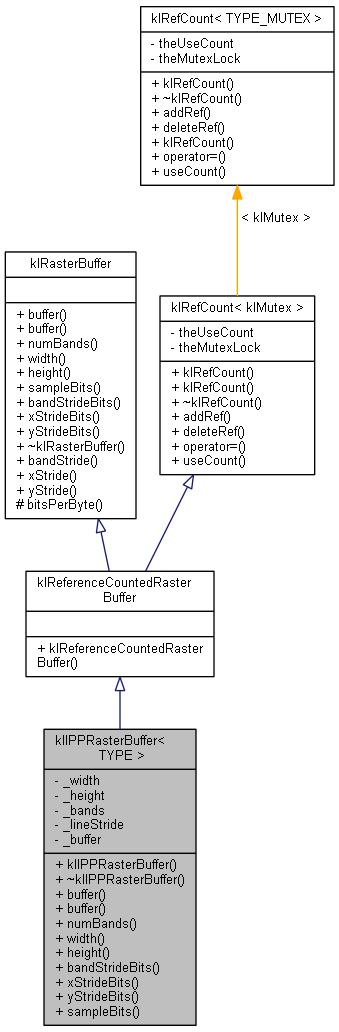 klRefCount< TYPE_MUTEX >
- theUseCount
- theMutexLock
+ klRefCount()
+ ~klRefCount()
+ addRef()
+ deleteRef()
+ klRefCount()
+ operator=()
+ useCount()
< klMutex >
klRasterBuffer
+ buffer()
+ buffer()
+ numBands()
+ width()
+ height()
+ sampleBits()
+ bandStrideBits()
+ xStrideBits()
+ yStrideBits()
+ ~klRasterBuffer()
+ bandStride()
+ xStride()
+ yStride()
# bitsPerByte()
klRefCount< klMutex >
- theUseCount
- theMutexLock
+ klRefCount()
+ klRefCount()
+ ~klRefCount()
+ addRef()
+ deleteRef()
+ operator=()
+ useCount()
klReferenceCountedRaster
Buffer
+ klReferenceCountedRaster
Buffer()
klIPPRasterBuffer<
TYPE >
- _width
- _height
- _bands
- _lineStride
- _buffer
+ klIPPRasterBuffer()
+ ~klIPPRasterBuffer()
+ buffer()
+ buffer()
+ numBands()
+ width()
+ height()
+ bandStrideBits()
+ xStrideBits()
+ yStrideBits()
+ sampleBits()